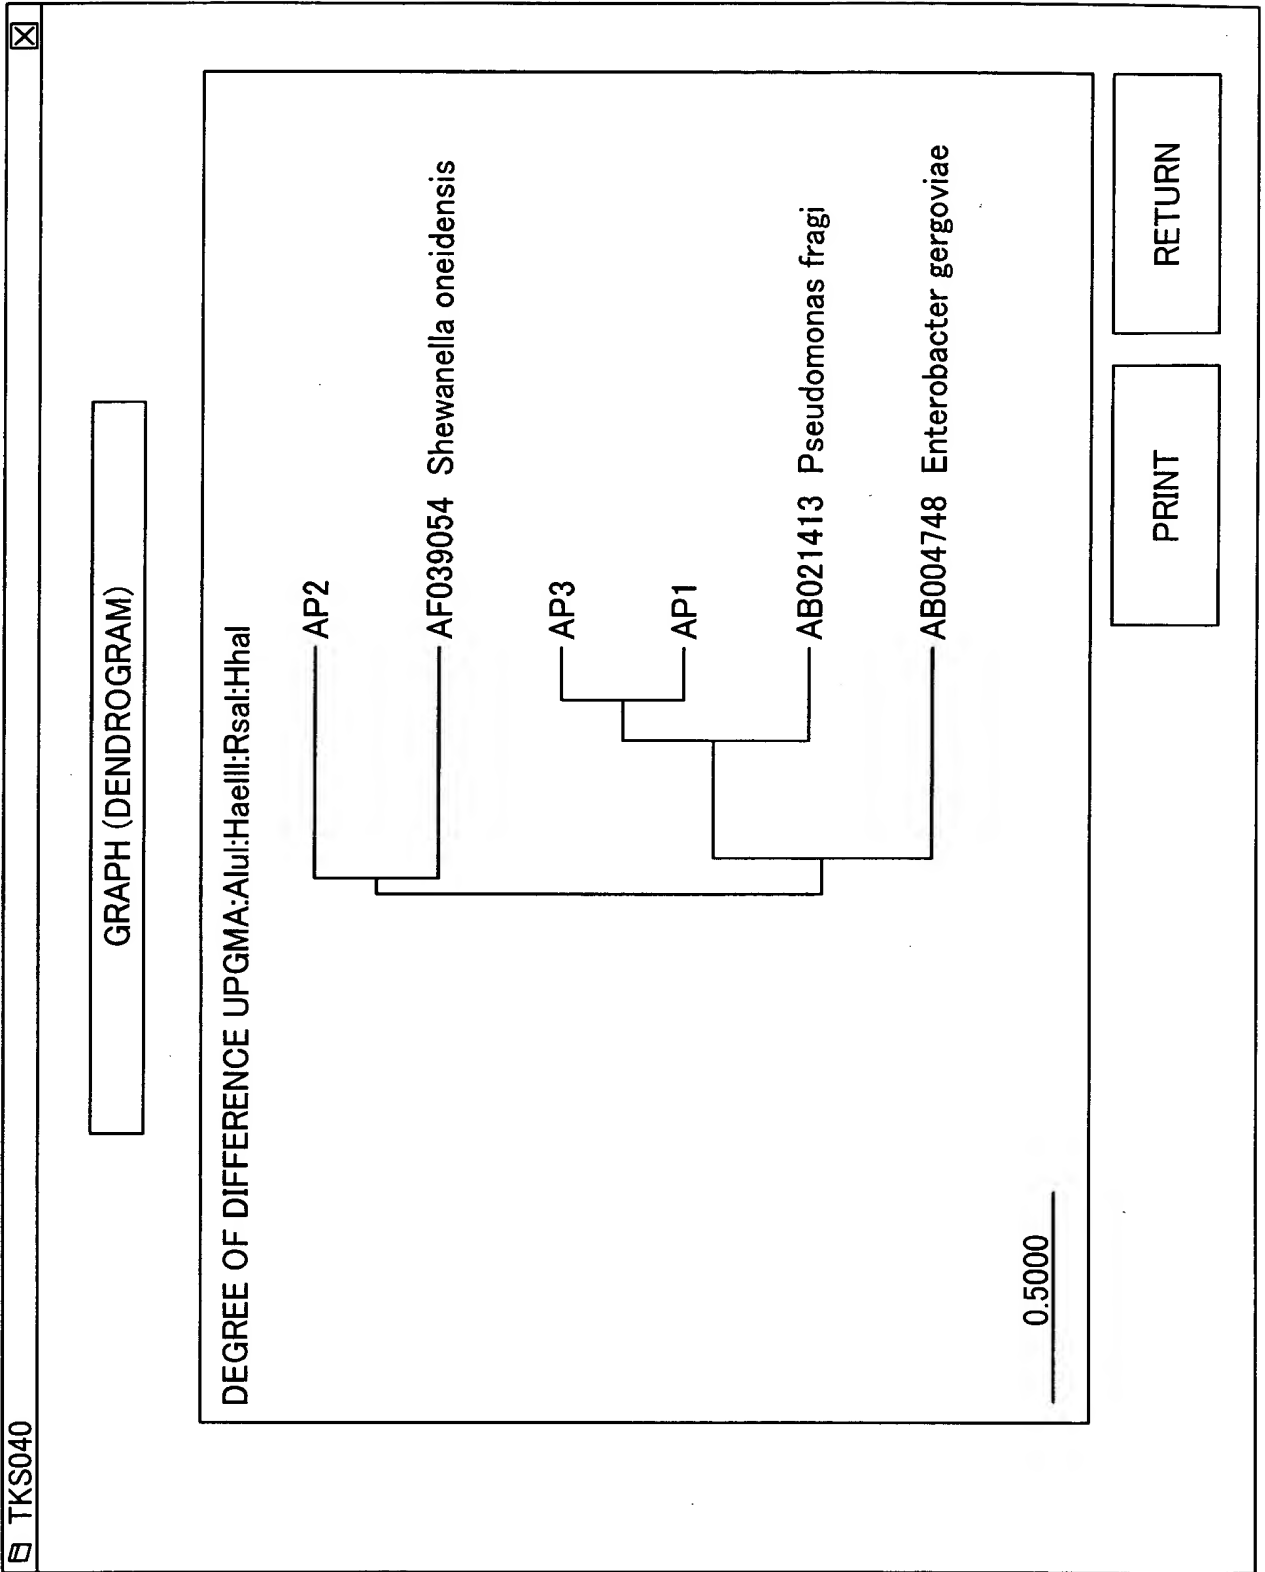 TKS040
GRAPH (DENDROGRAM)
DEGREE OF DIFFERENCE UPGMA:AluI:HaeIII:RsaI:HhaI
AP2
AF039054 Shewanella oneidensis
AP3
AP1
AB021413 Pseudomonas fragi
AB004748 Enterobacter gergoviae
0.5000
PRINT
RETURN